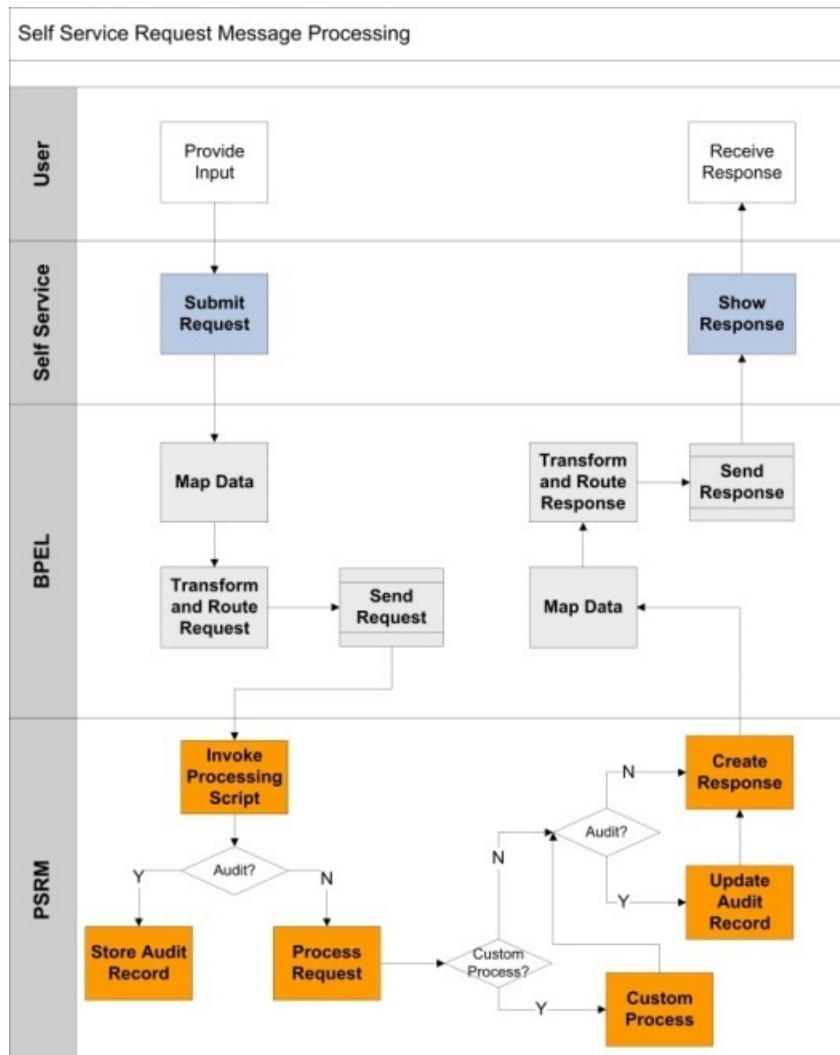 Self Service Request Message Processing
User
Provide
Input
Receive
Response
Self Service
Submit
Request
Show
Response
BPEL
Map Data
Transform
and Route
Response
Send
Response
Transform
and Route
Request
Send
Request
Map Data
PSRM
Invoke
Processing
Script
Audit?
Y
N
Store Audit
Record
Process
Request
Custom
Process?
N
Y
Custom
Process
Audit?
N
Y
Create
Response
Update
Audit
Record